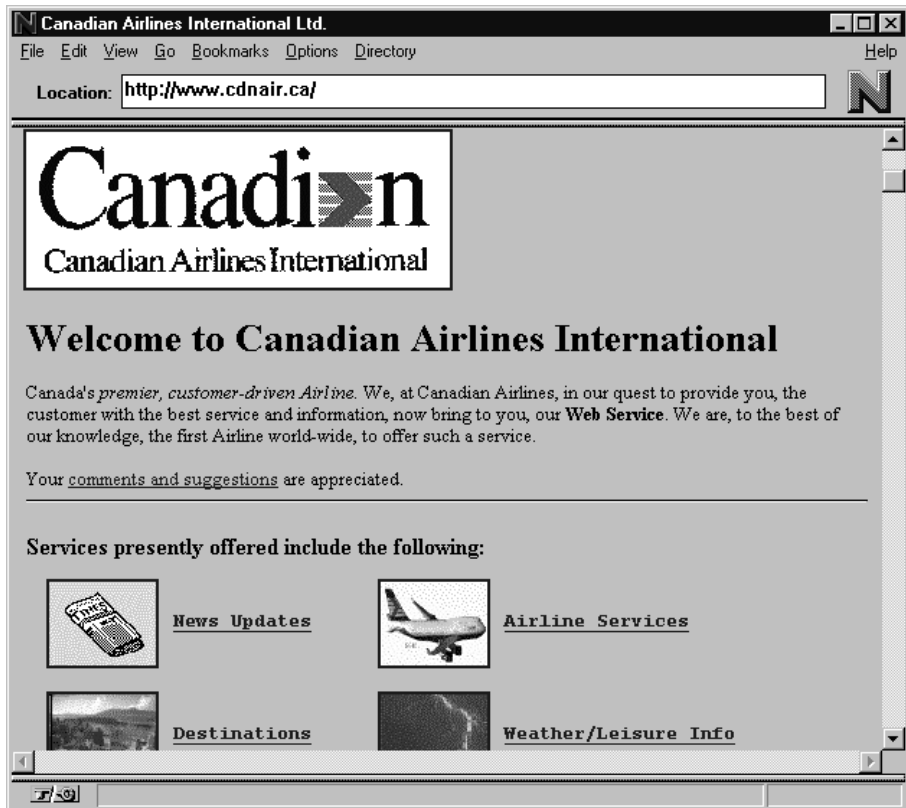 Canadian Airlines International Ltd.
File Edit View Go Bookmarks Options Directory Help
Location: http://www.cdnair.ca/
Canadi n
Canadian Airlines International
Welcome to Canadian Airlines International
Canada's premier, customer-driven Airline. We, at Canadian Airlines, in our quest to provide you, the
customer with the best service and information, now bring to you, our Web Service. We are, to the best of
our knowledge, the first Airline world-wide, to offer such a service.
Your comments and suggestions are appreciated.
Services presently offered include the following:
News Updates Airline Services
Destinations Weather/Leisure Info